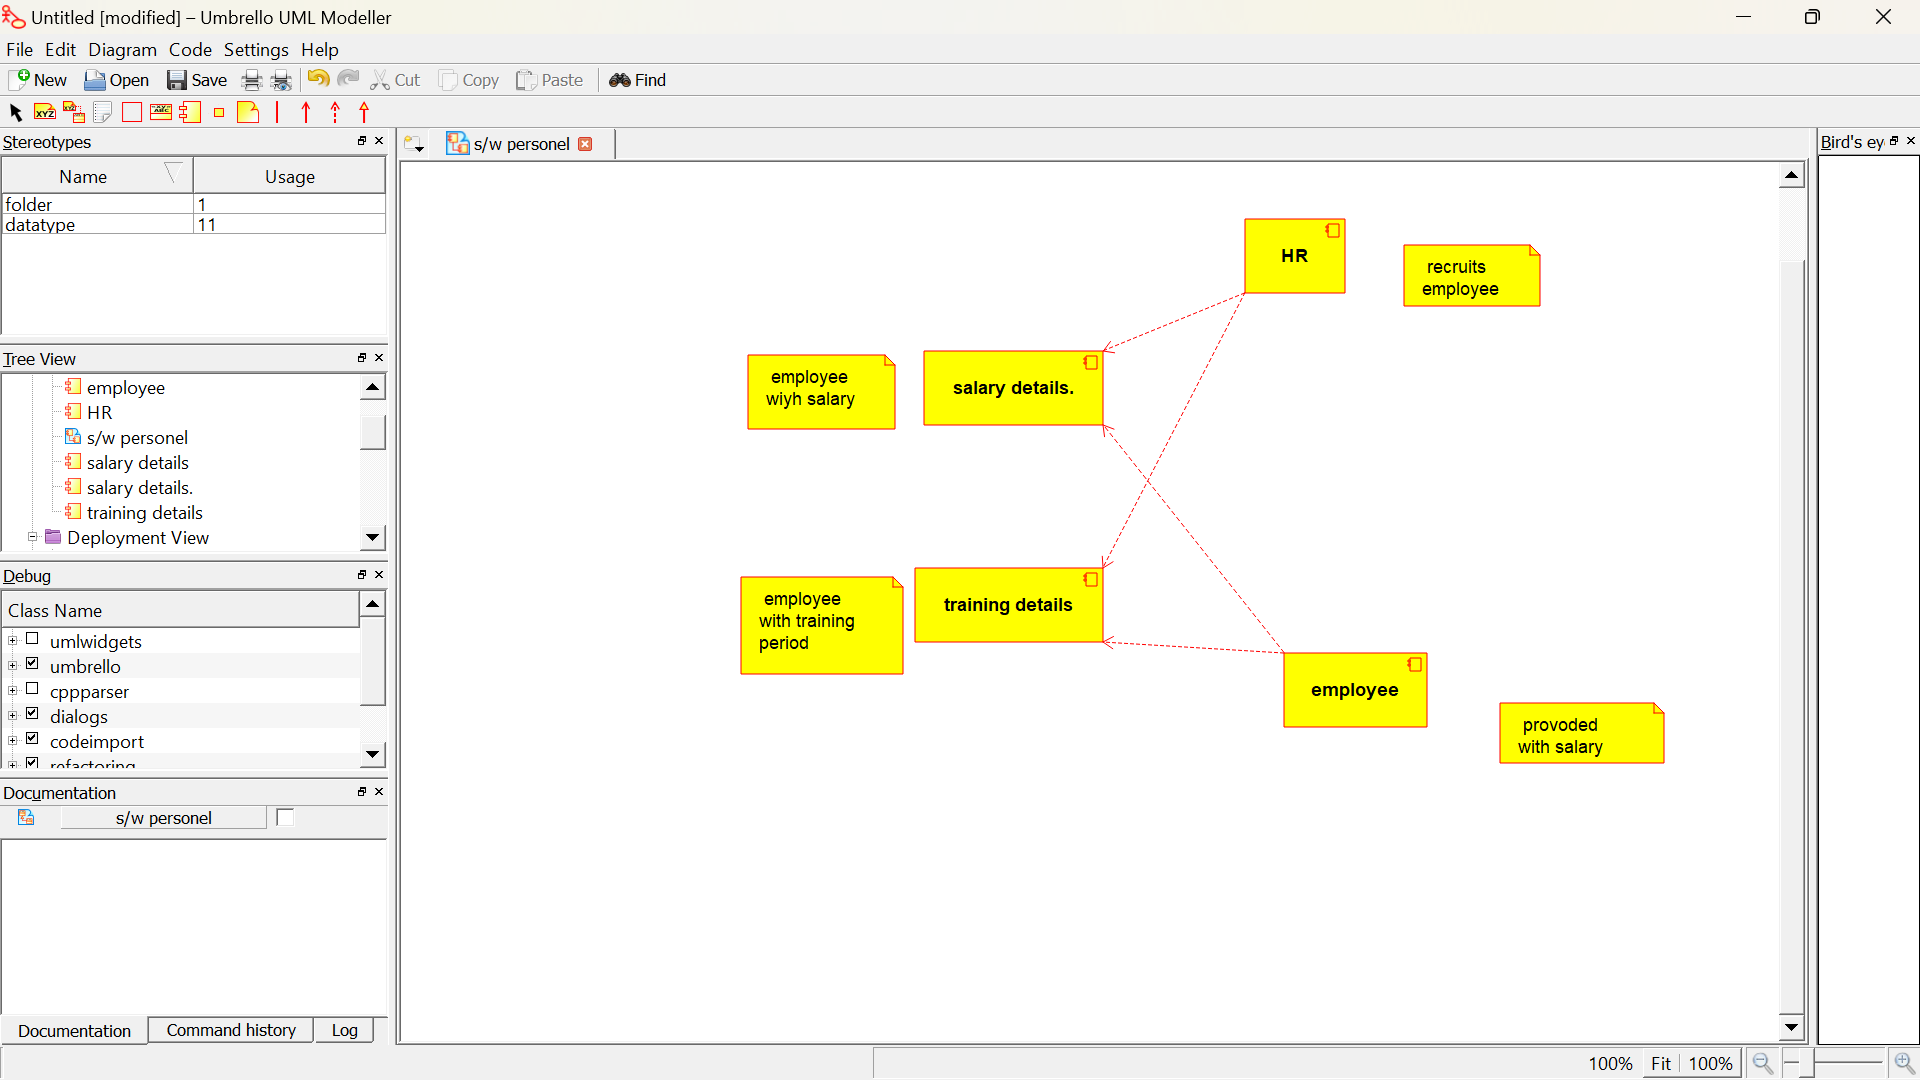 Untitled [modified] – Umbrello UML Modeller
File Edit Diagram Code Settings Help
New Open Save Cut Copy Paste Find
XYZ
Stereotypes
Name Usage
folder 1
datatype 11
Tree View
employee
HR
s/w personel
salary details
salary details.
training details
Deployment View
Debug
Class Name
umlwidgets
umbrello
cppparser
dialogs
codeimport
refactoring
Documentation
s/w personel
Documentation Command history Log
s/w personel
HR
recruits
employee
employee
wiyh salary
salary details.
employee
with training
period
training details
employee
provoded
with salary
Bird's ey
100% Fit 100%